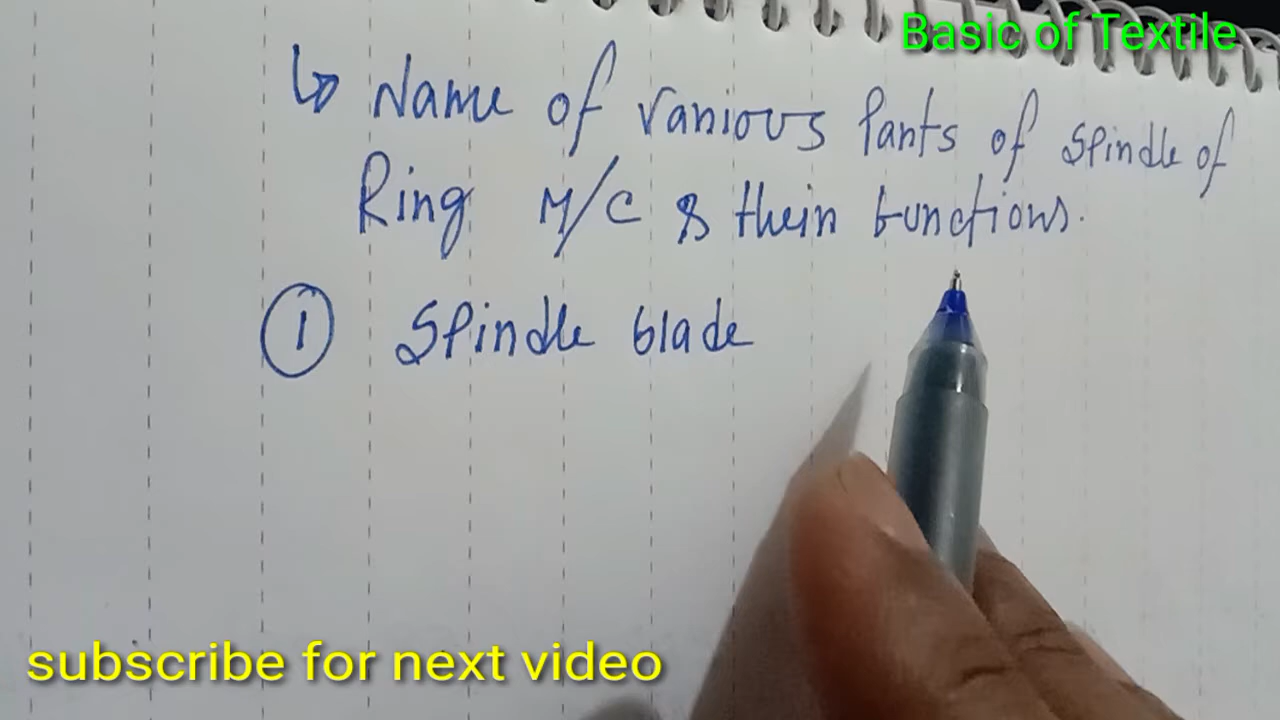 Basic of Textile
↳ Name of various Parts of Spindle of
Ring M/C & their functions.
① Spindle blade
subscribe for next video